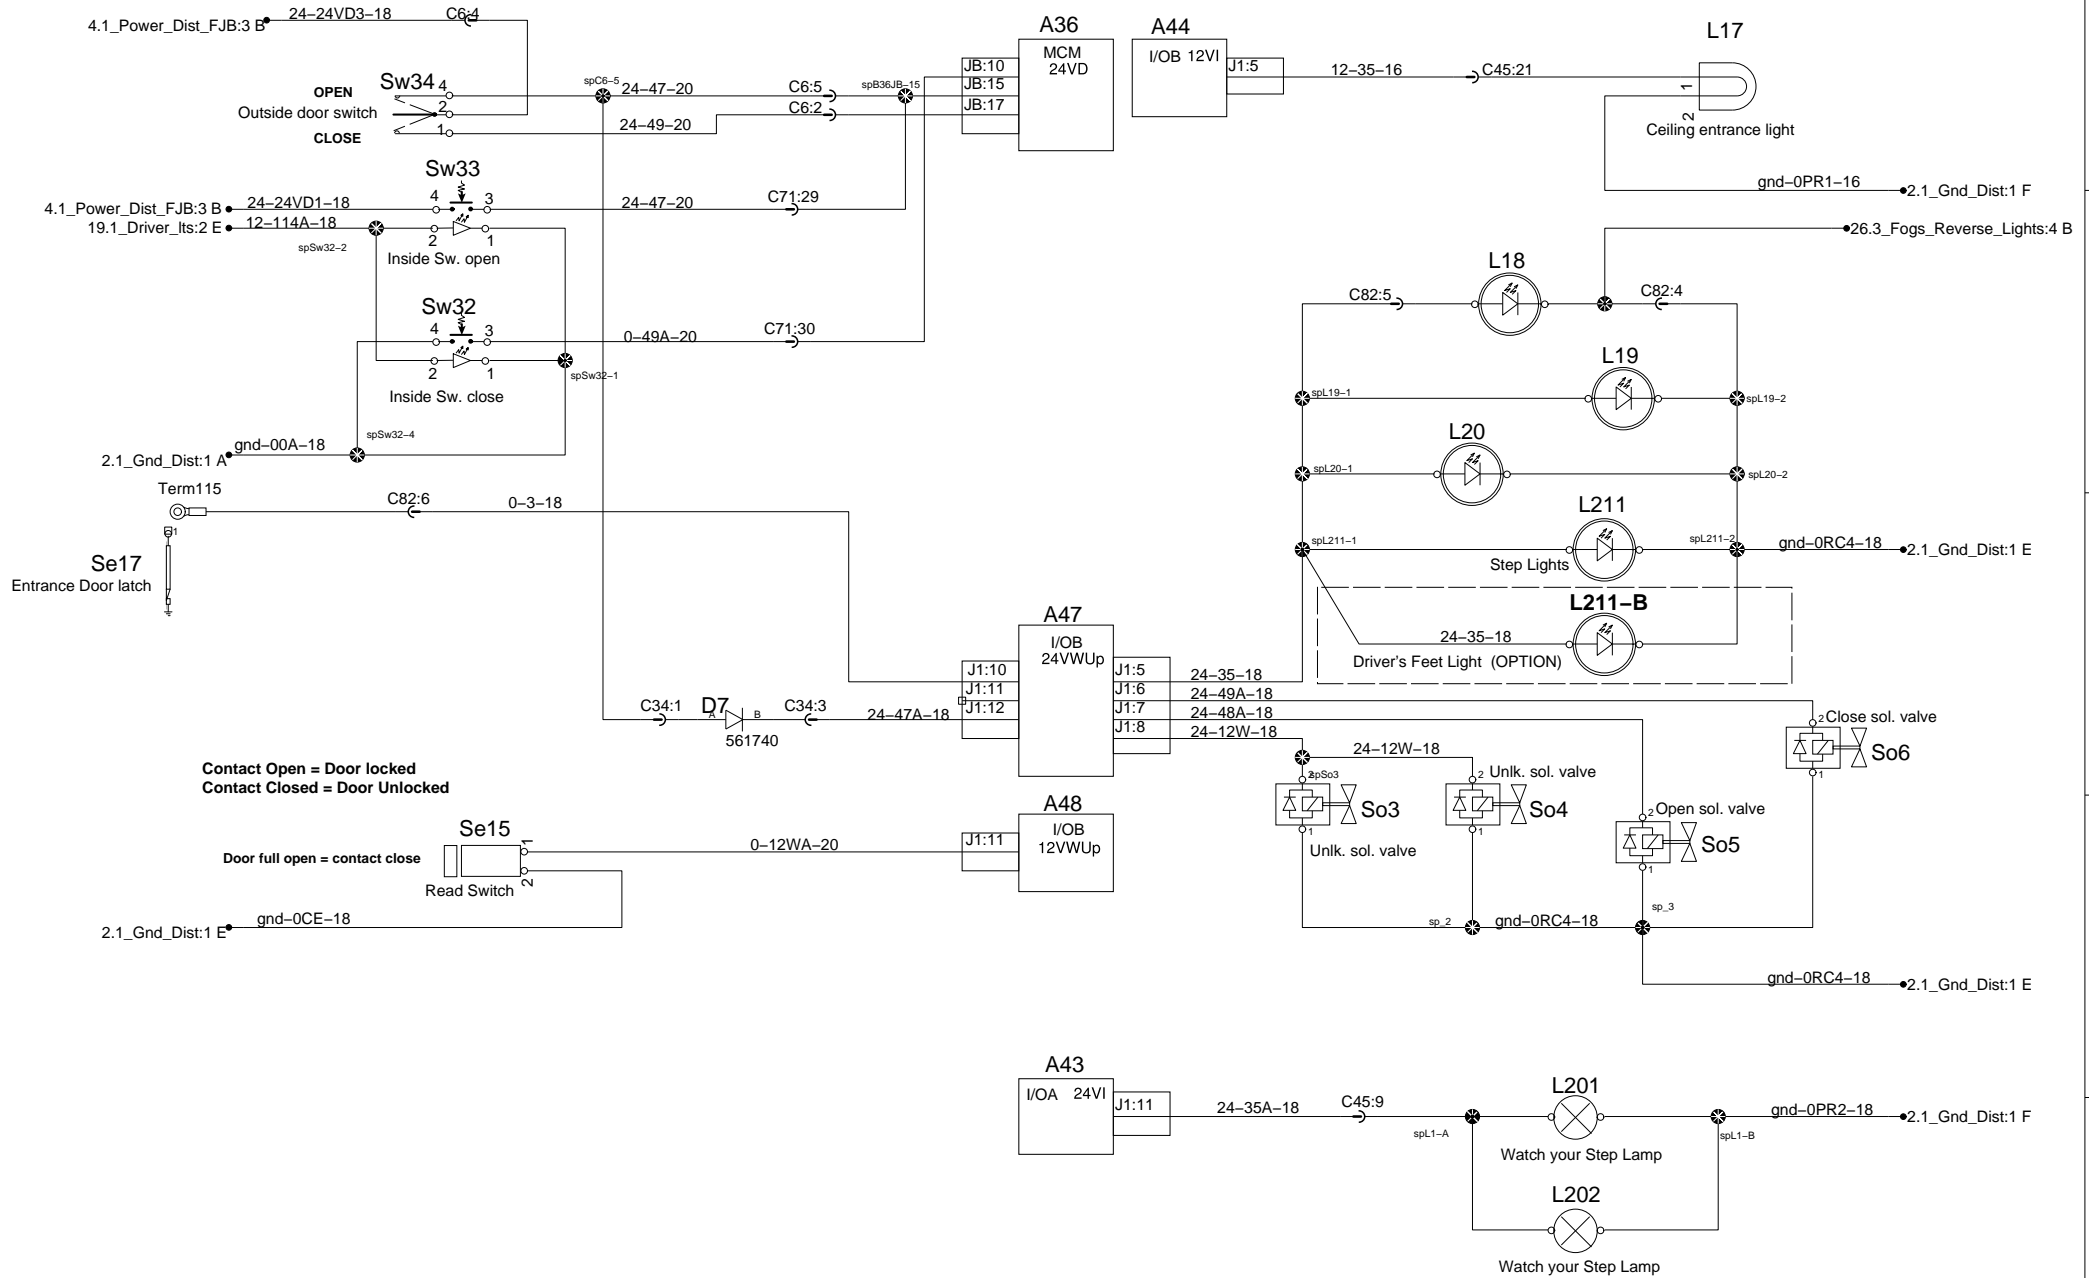 24–24VD3–18
C6:4
4.1_Power_Dist_FJB:3 B
A36
MCM
24VD
JB:10
JB:15
JB:17
A44
I/OB 12VI
J1:5
12–35–16
C45:21
L17
1
2
Ceiling entrance light
gnd–0PR1–16
2.1_Gnd_Dist:1 F
Sw34
4
2
1
OPEN
Outside door switch
CLOSE
spC6–5
24–47–20
C6:5
spB36JB–15
C6:2
24–49–20
Sw33
4
3
2
1
4.1_Power_Dist_FJB:3 B
24–24VD1–18
24–47–20
C71:29
19.1_Driver_lts:2 E
12–114A–18
spSw32–2
Inside Sw. open
26.3_Fogs_Reverse_Lights:4 B
Sw32
4
3
2
1
0–49A–20
C71:30
spSw32–1
Inside Sw. close
spSw32–4
gnd–00A–18
2.1_Gnd_Dist:1 A
L18
C82:5
C82:4
L19
spL19–1
spL19–2
L20
spL20–1
spL20–2
L211
spL211–1
spL211–2
gnd–0RC4–18
2.1_Gnd_Dist:1 E
Step Lights
L211–B
24–35–18
Driver's Feet Light (OPTION)
Term115
C82:6
0–3–18
1
Se17
Entrance Door latch
A47
I/OB
24VWUp
J1:10
J1:11
J1:12
J1:5
J1:6
J1:7
J1:8
24–35–18
24–49A–18
24–48A–18
24–12W–18
C34:1
D7
A
B
561740
C34:3
24–47A–18
24–12W–18
2
spSo3
1
So3
Unlk. sol. valve
2
Unlk. sol. valve
1
So4
2
Open sol. valve
1
So5
2
Close sol. valve
1
So6
sp_2
gnd–0RC4–18
sp_3
gnd–0RC4–18
2.1_Gnd_Dist:1 E
Contact Open = Door locked
Contact Closed = Door Unlocked
Se15
1
2
Door full open = contact close
Read Switch
0–12WA–20
A48
I/OB
12VWUp
J1:11
gnd–0CE–18
2.1_Gnd_Dist:1 E
A43
I/OA 24VI
J1:11
24–35A–18
C45:9
spL1–A
L201
spL1–B
gnd–0PR2–18
2.1_Gnd_Dist:1 F
Watch your Step Lamp
L202
Watch your Step Lamp